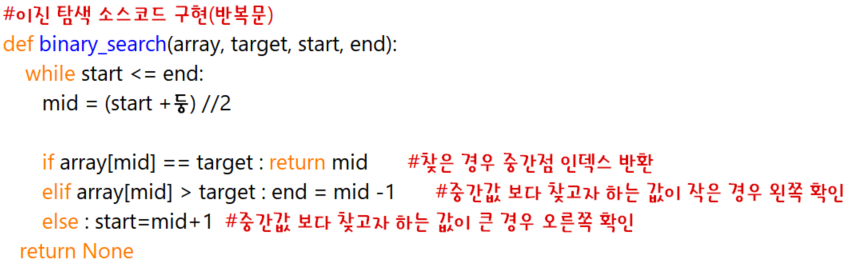 #이진 탐색 소스코드 구현(반복문)
def binary_search(array, target, start, end):
while start <= end:
mid = (start +둥) //2
if array[mid] == target : return mid #찾은 경우 중간점 인덱스 반환
elif array[mid] > target : end = mid -1 #중간값 보다 찾고자 하는 값이 작은 경우 왼쪽 확인
else : start=mid+1 #중간값 보다 찾고자 하는 값이 큰 경우 오른쪽 확인
return None